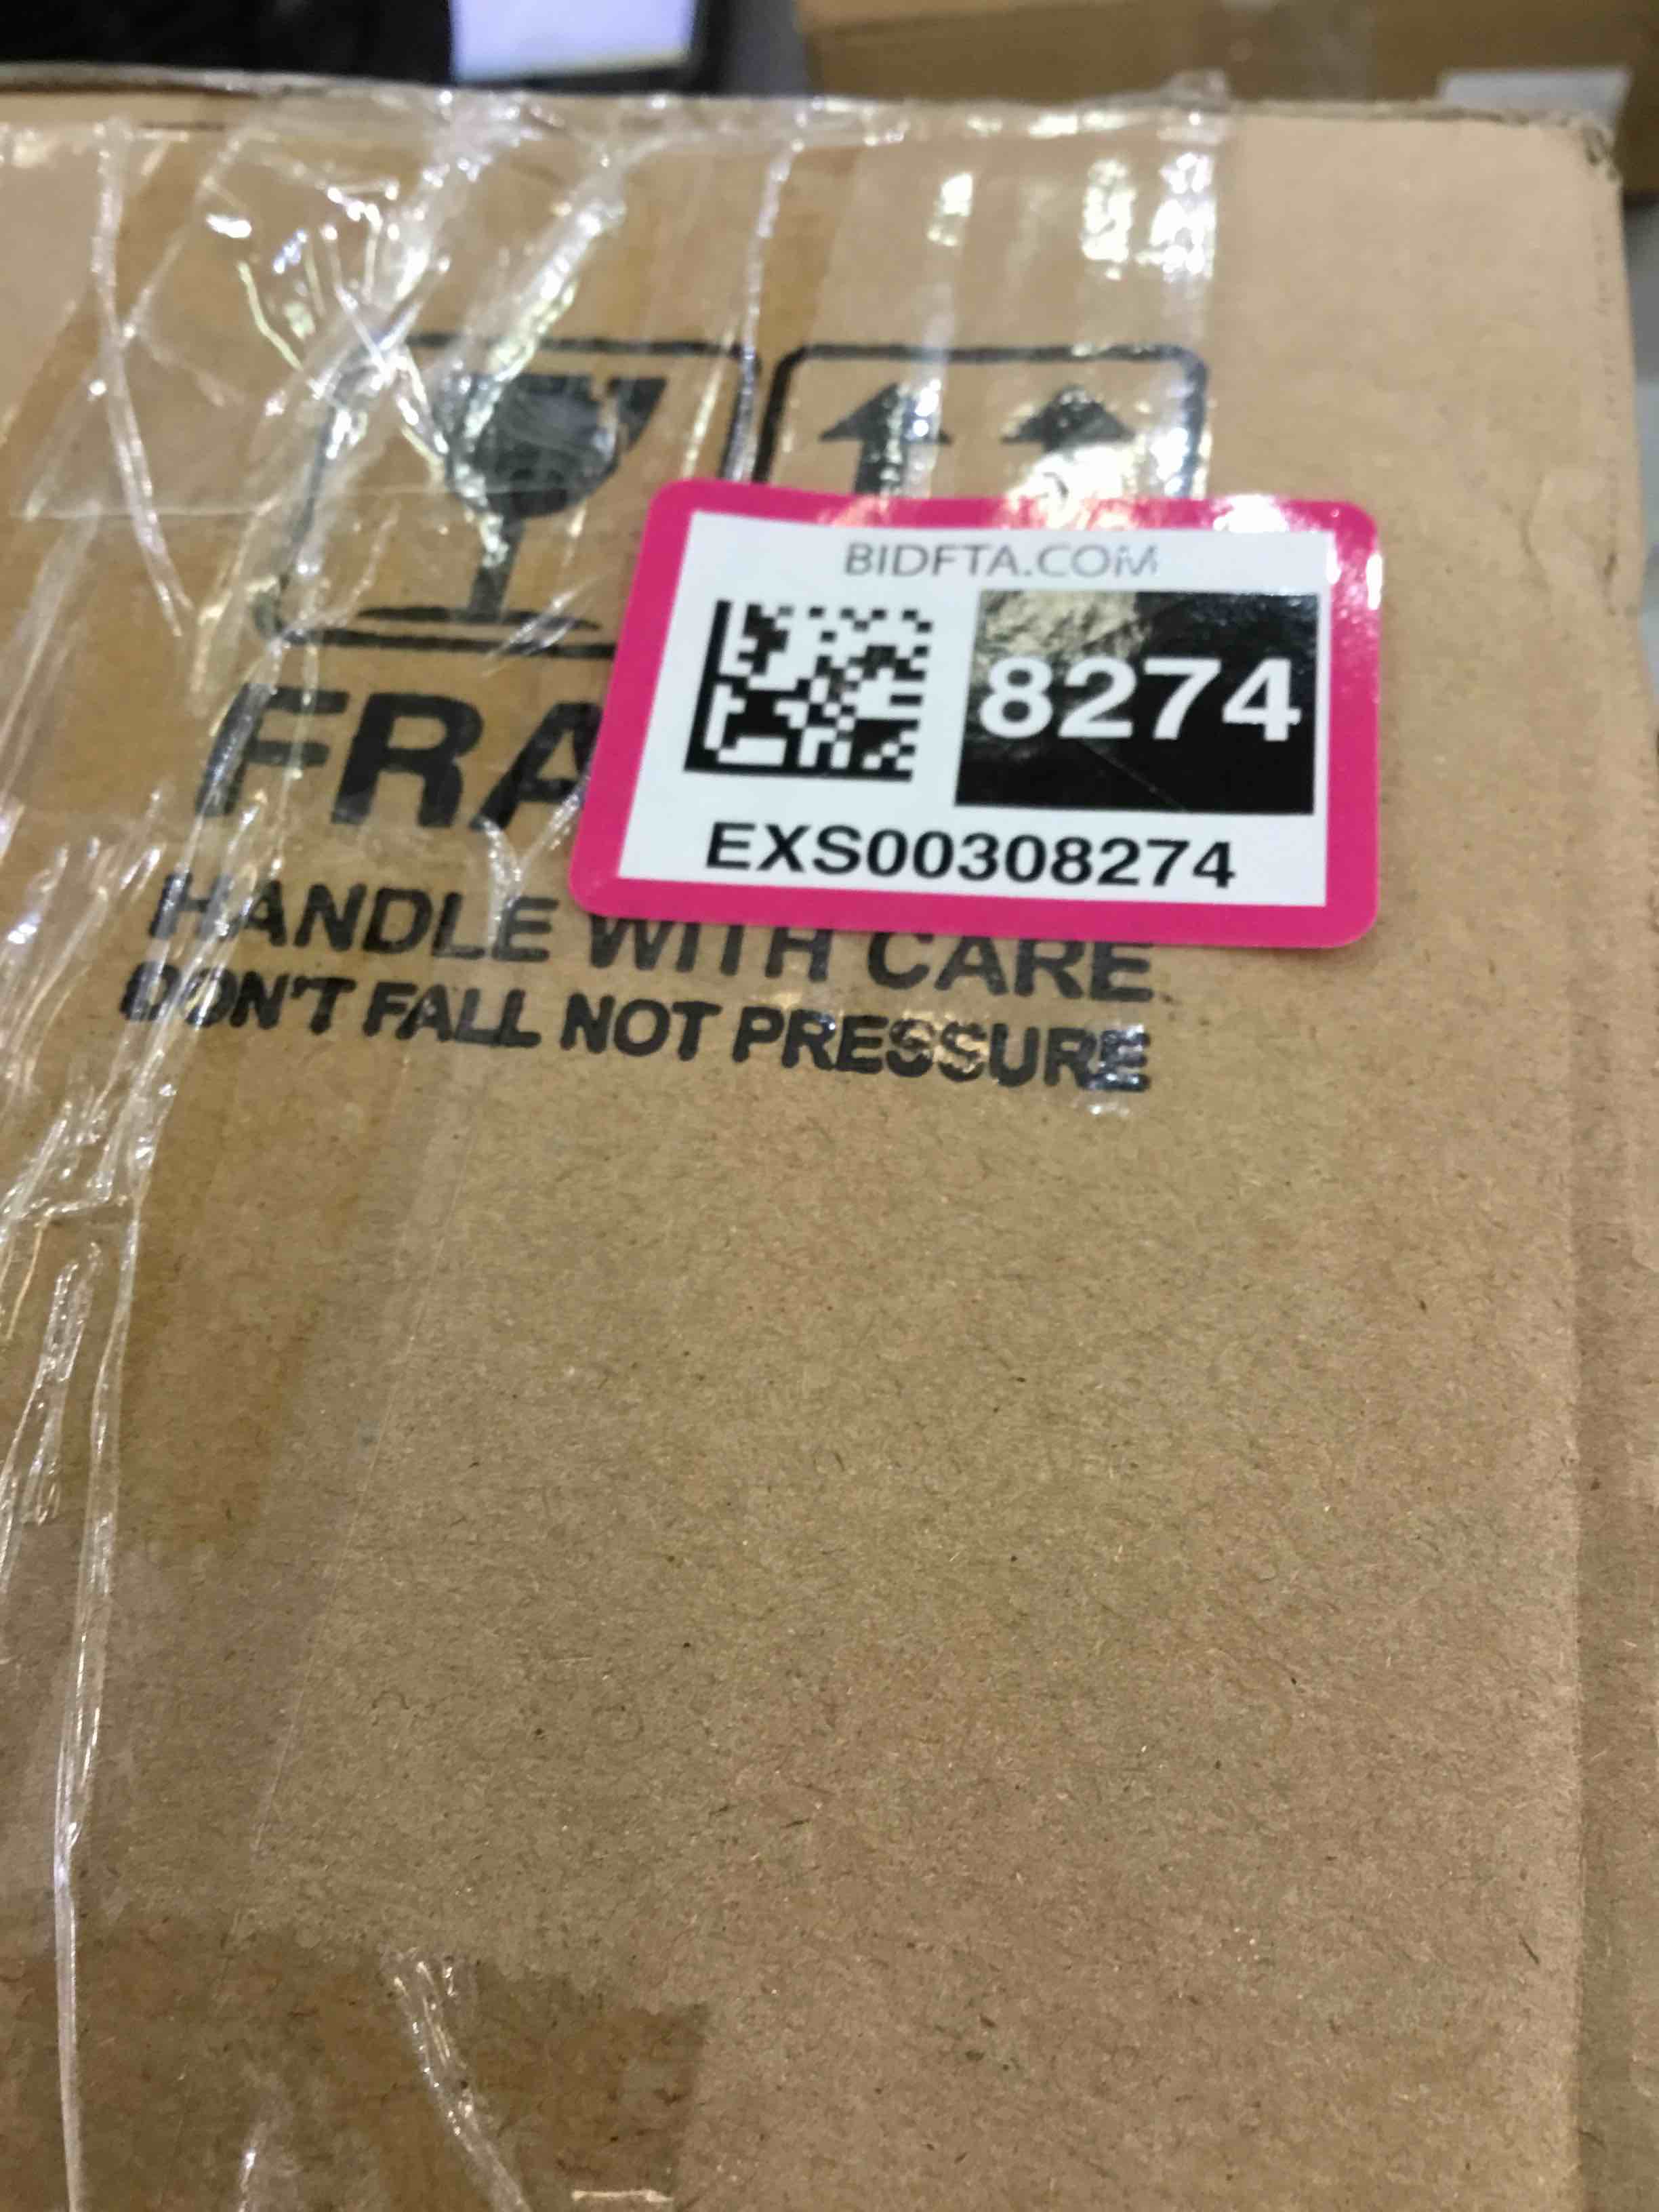 BIDFTA.COM
8274
EXS00308274
FRA
HANDLE WITH CARE
DON'T FALL NOT PRESSURE